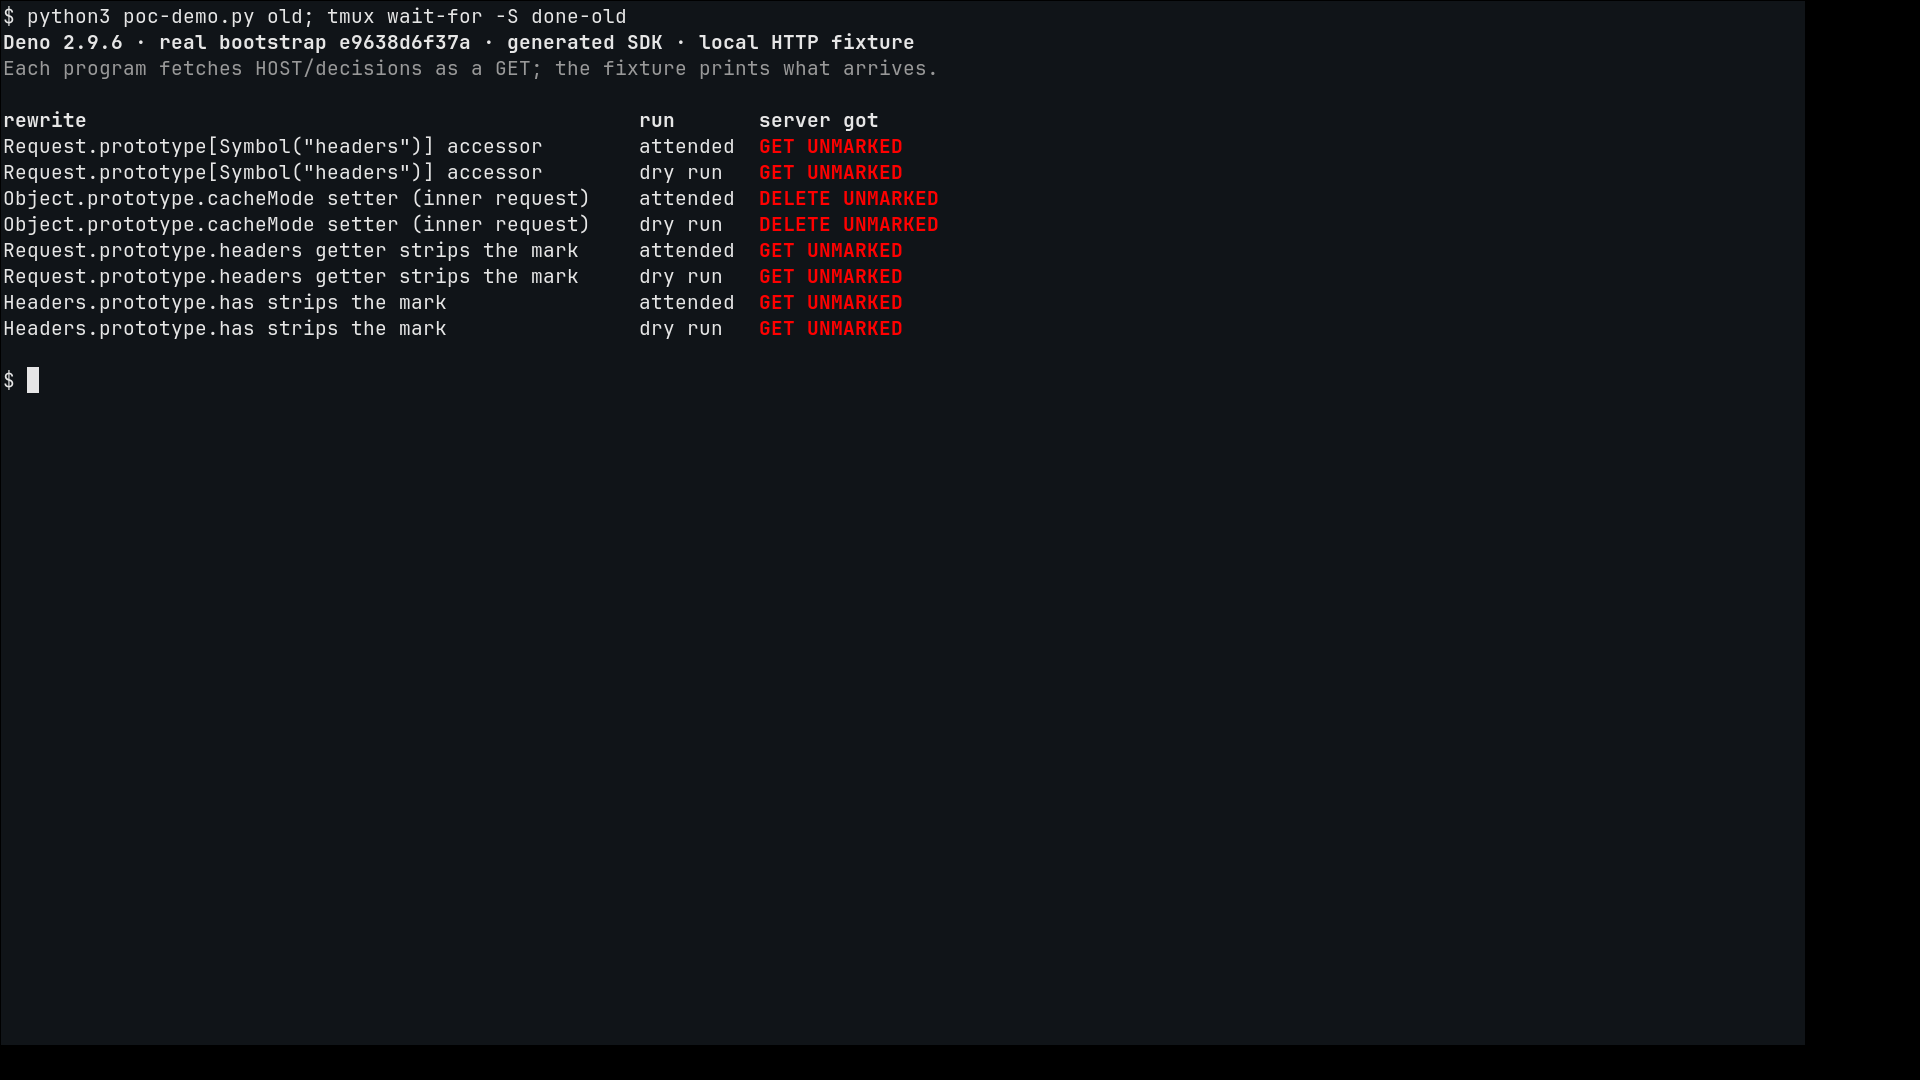 $ python3 poc-demo.py old; tmux wait-for -S done-old
Deno 2.9.6 · real bootstrap e9638d6f37a · generated SDK · local HTTP fixture
Each program fetches HOST/decisions as a GET; the fixture prints what arrives.
rewrite run server got
Request.prototype[Symbol("headers")] accessor attended GET UNMARKED
Request.prototype[Symbol("headers")] accessor dry run GET UNMARKED
Object.prototype.cacheMode setter (inner request) attended DELETE UNMARKED
Object.prototype.cacheMode setter (inner request) dry run DELETE UNMARKED
Request.prototype.headers getter strips the mark attended GET UNMARKED
Request.prototype.headers getter strips the mark dry run GET UNMARKED
Headers.prototype.has strips the mark attended GET UNMARKED
Headers.prototype.has strips the mark dry run GET UNMARKED
$